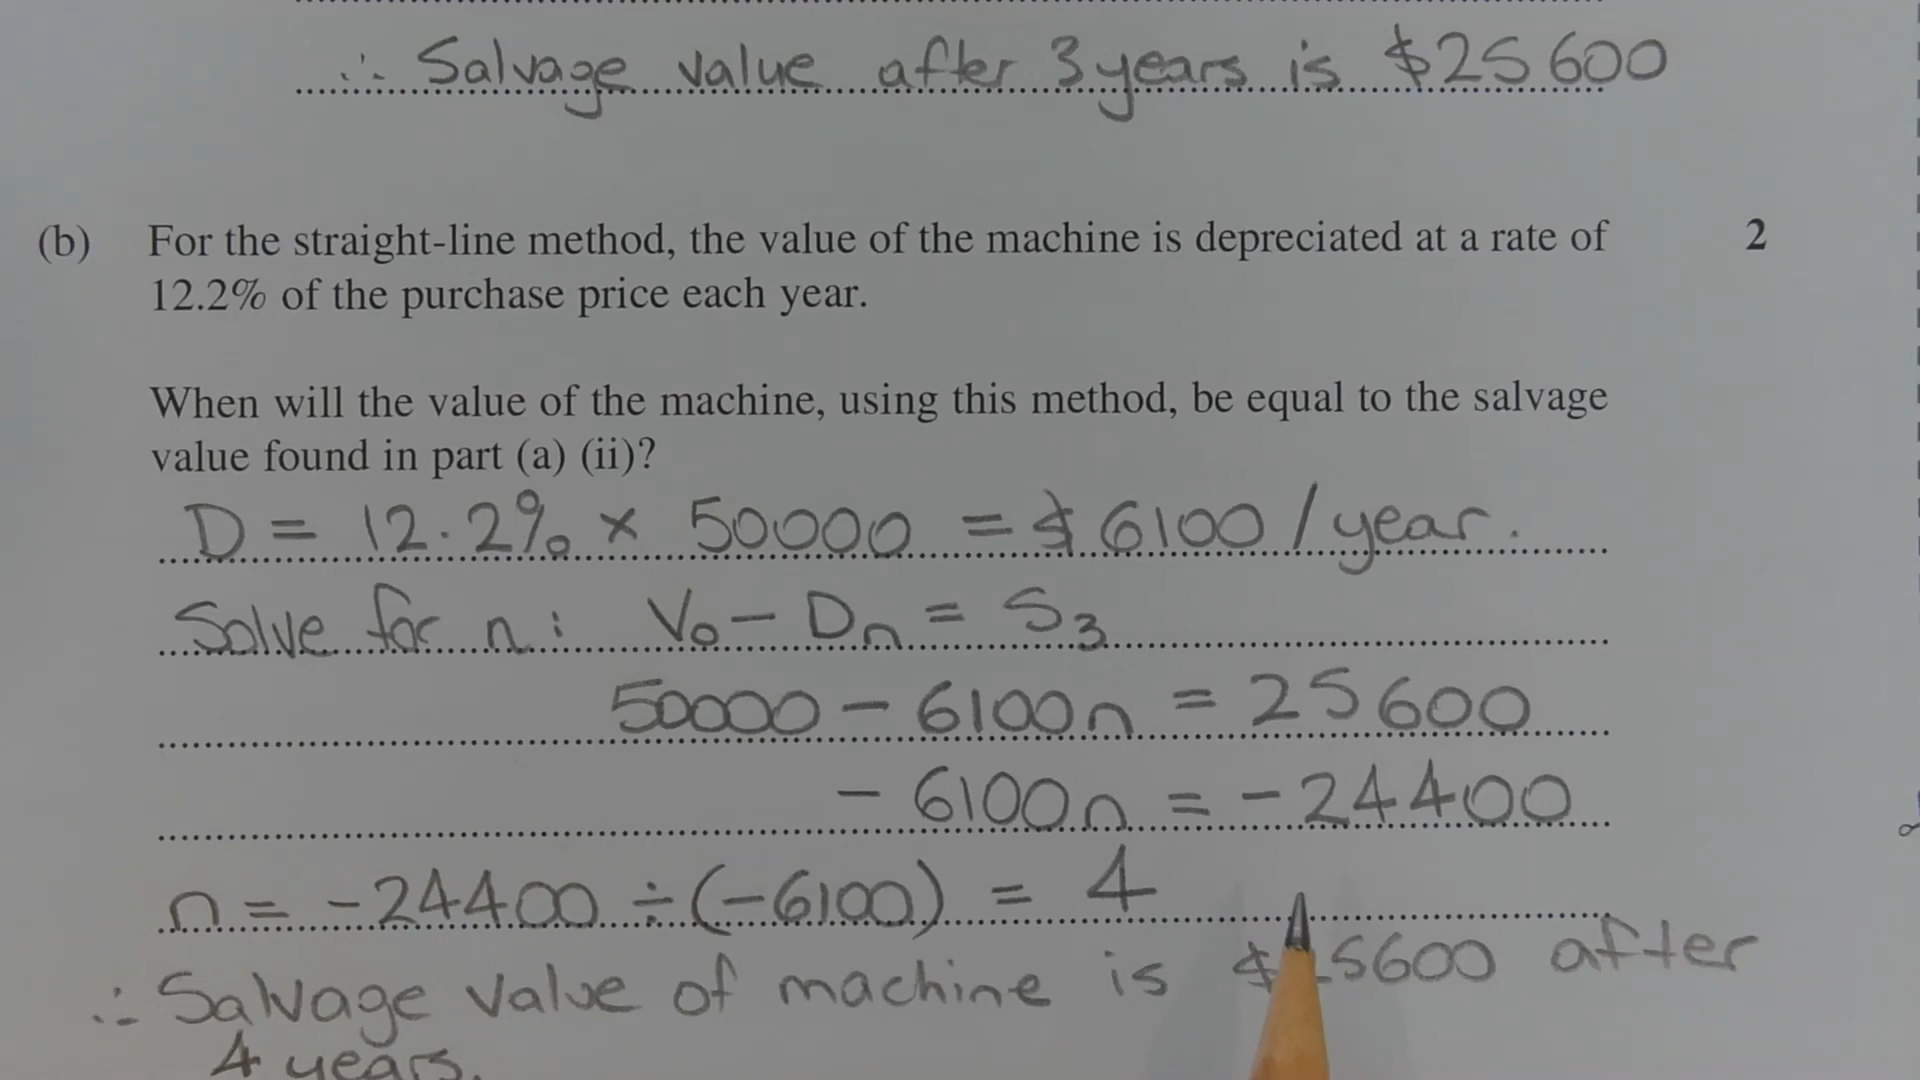 ∴ Salvage value after 3 years is $25 600
(b) For the straight-line method, the value of the machine is depreciated at a rate of 2
12.2% of the purchase price each year.
When will the value of the machine, using this method, be equal to the salvage
value found in part (a) (ii)?
D = 12.2% × 50000 = $6100 / year.
Solve for n: V₀ - Dn = S₃
50000 - 6100n = 25600
- 6100n = -24400
n = -24400 ÷ (-6100) = 4
∴ Salvage value of machine is $ 5600 after
4 years.